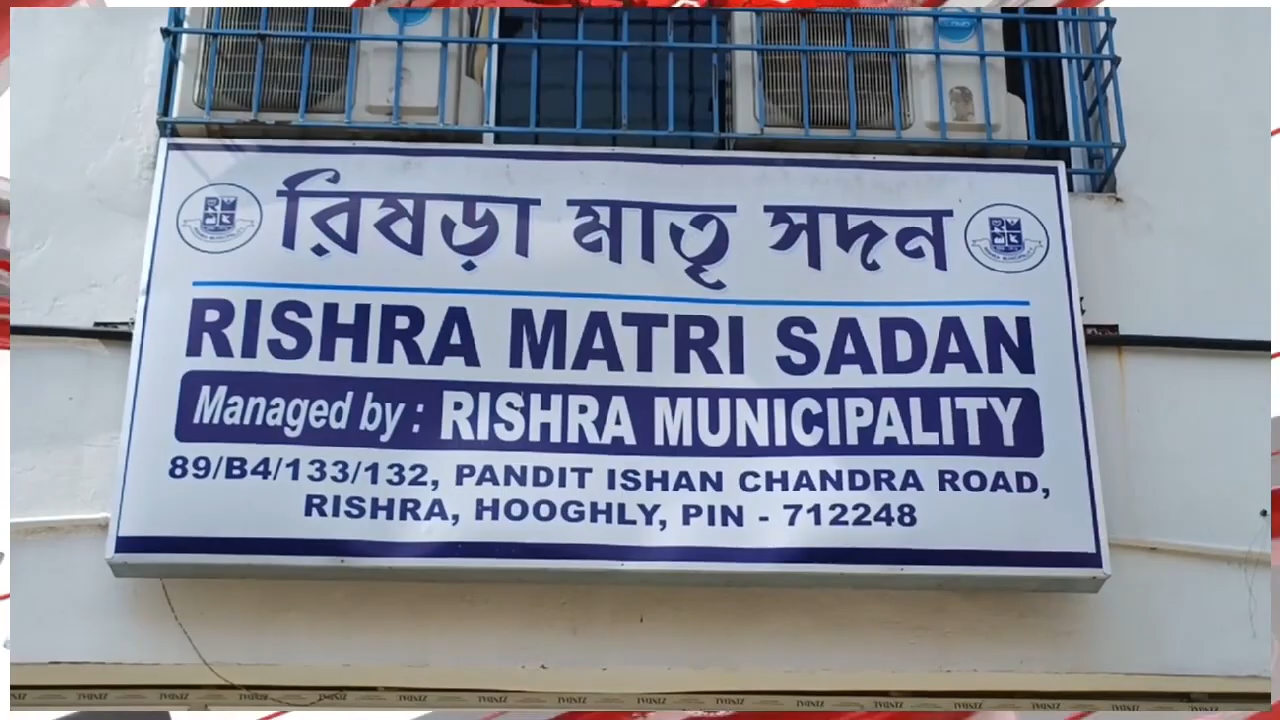 রিষড়া মাতৃ সদন
RISHRA MATRI SADAN
Managed by : RISHRA MUNICIPALITY
89/B4/133/132, PANDIT ISHAN CHANDRA ROAD,
RISHRA, HOOGHLY, PIN - 712248